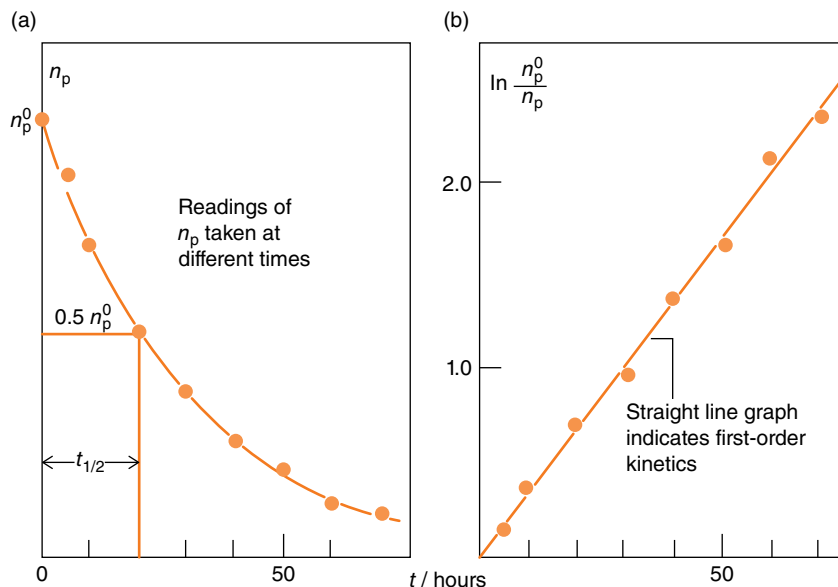 (a)
n_p
n_p^0
Readings of
n_p taken at
different times
0.5 n_p^0
t_1/2
0
50
t / hours
(b)
ln n_p^0 / n_p
2.0
1.0
Straight line graph
indicates first-order
kinetics
50